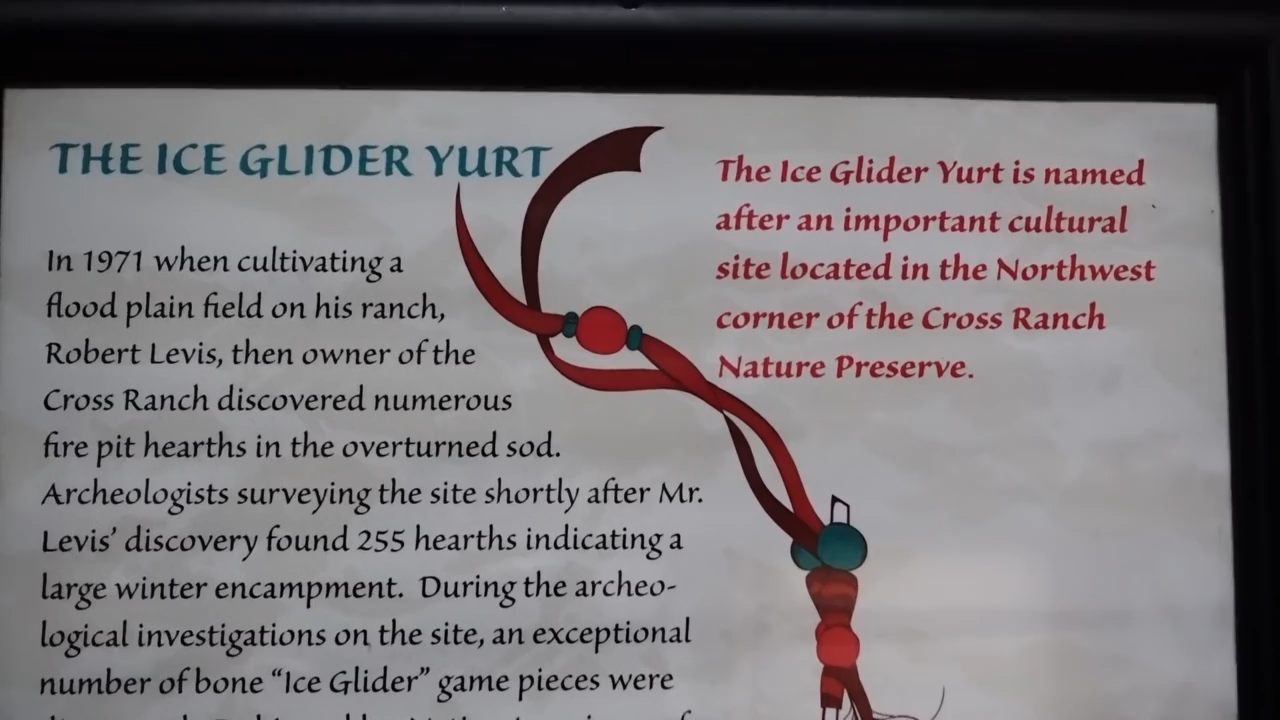 THE ICE GLIDER YURT
In 1971 when cultivating a
flood plain field on his ranch,
Robert Levis, then owner of the
Cross Ranch discovered numerous
fire pit hearths in the overturned sod.
Archeologists surveying the site shortly after Mr.
Levis' discovery found 255 hearths indicating a
large winter encampment. During the archeo-
logical investigations on the site, an exceptional
number of bone “Ice Glider” game pieces were
The Ice Glider Yurt is named
after an important cultural
site located in the Northwest
corner of the Cross Ranch
Nature Preserve.